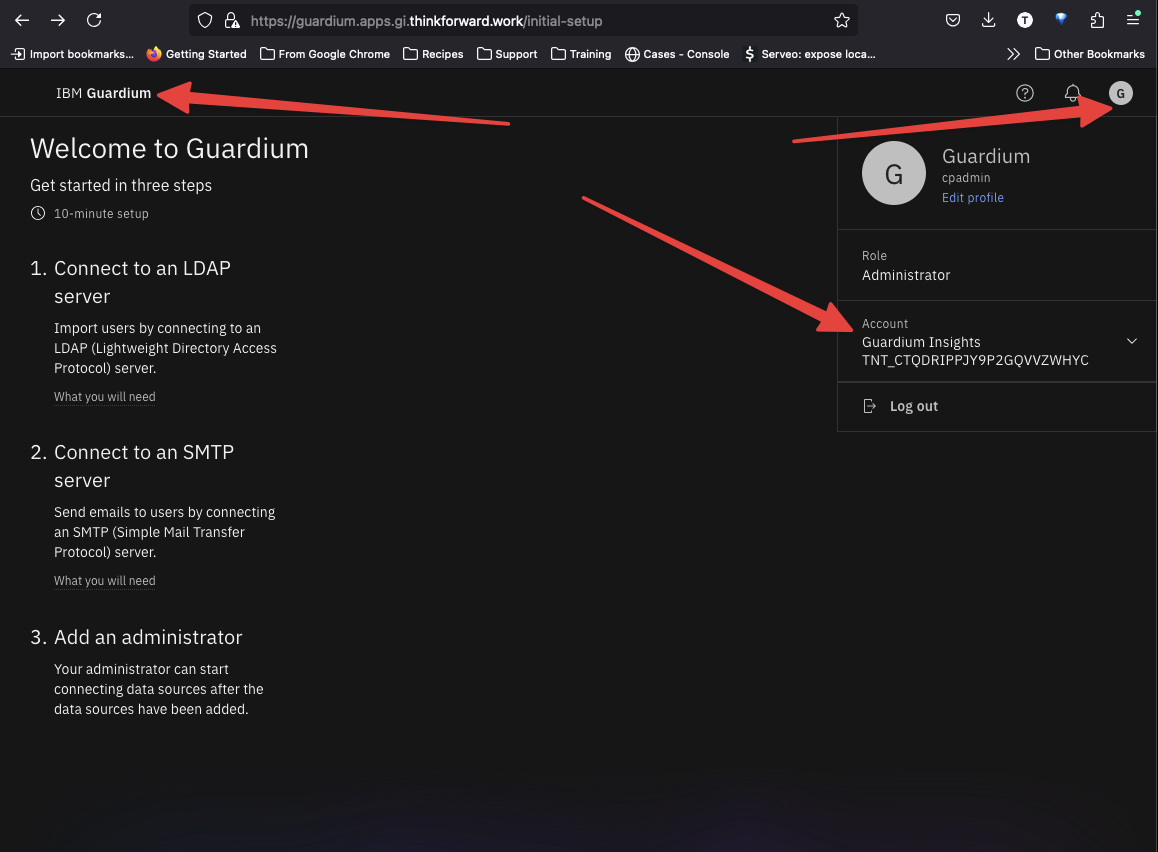 https://guardium.apps.gi.thinkforward.work/initial-setup
T
Import bookmarks... Getting Started From Google Chrome Recipes Support Training Cases - Console Serveo: expose loca... Other Bookmarks
IBM Guardium
G
Welcome to Guardium
Get started in three steps
10-minute setup
1. Connect to an LDAP
server
Import users by connecting to an
LDAP (Lightweight Directory Access
Protocol) server.
What you will need
2. Connect to an SMTP
server
Send emails to users by connecting
an SMTP (Simple Mail Transfer
Protocol) server.
What you will need
3. Add an administrator
Your administrator can start
connecting data sources after the
data sources have been added.
G
Guardium
cpadmin
Edit profile
Role
Administrator
Account
Guardium Insights
TNT_CTQDRIPPJY9P2GQVVZWHYC
Log out